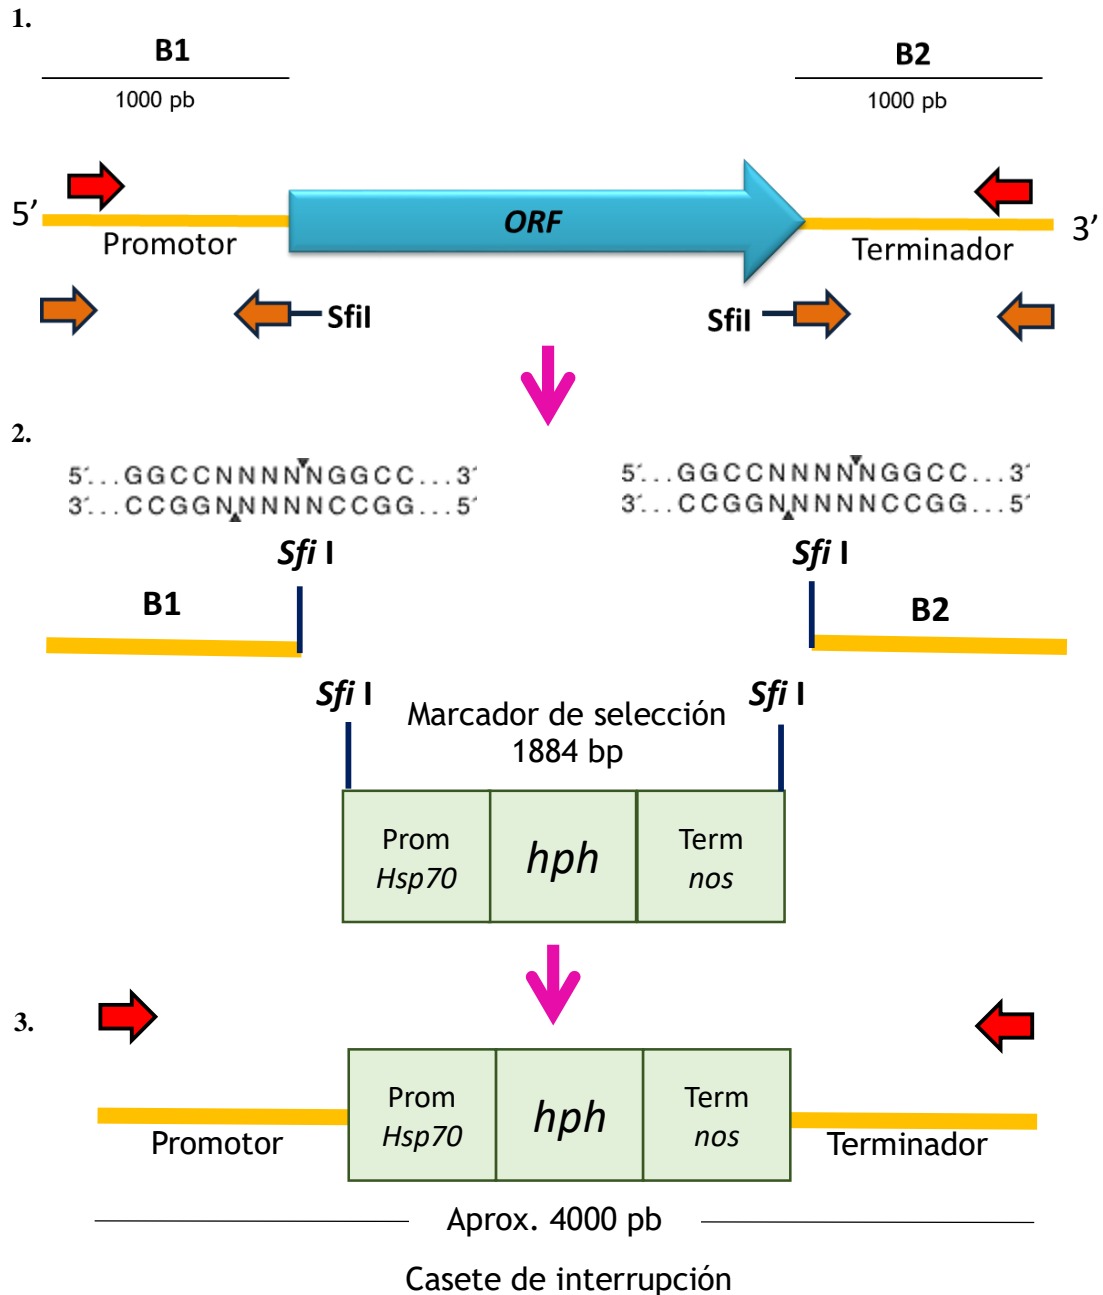 1.
B1
B2
1000 pb
1000 pb
5’
ORF
3’
Promotor
Terminador
SfiI
SfiI
2.
5´...GGCCNNNNNGGCC...3´
5´...GGCCNNNNNGGCC...3´
3´...CCGGNNNNNCCGG...5´
3´...CCGGNNNNNCCGG...5´
Sfi I
Sfi I
B1
B2
Sfi I
Sfi I
Marcador de selección
1884 bp
Prom
Hsp70
hph
Term
nos
3.
Prom
Hsp70
hph
Term
nos
Promotor
Terminador
Aprox. 4000 pb
Casete de interrupción